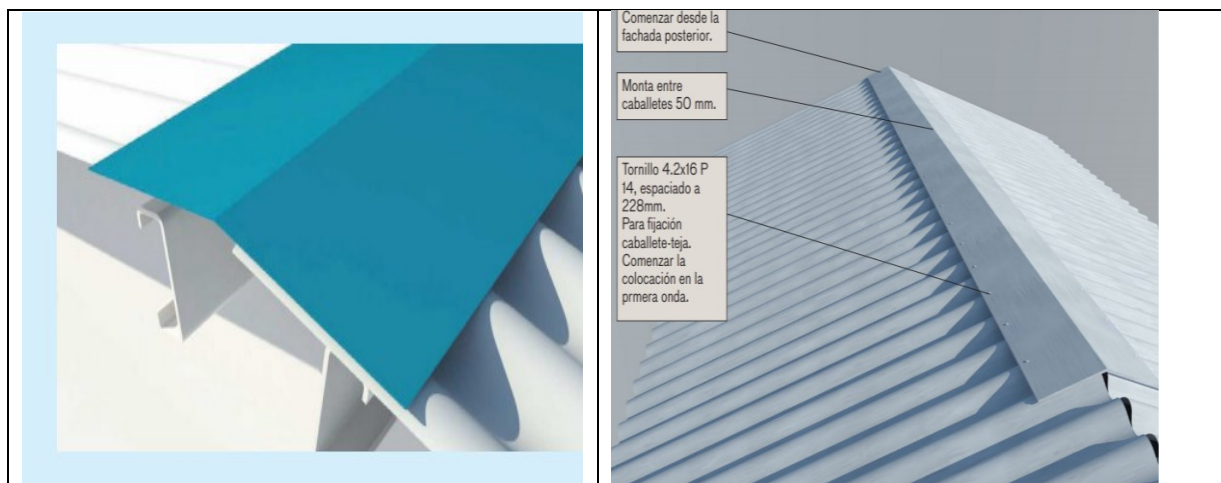 Comenzar desde la
fachada posterior.
Monta entre
caballetes 50 mm.
Tornillo 4.2x16 P
14, espaciado a
228mm.
Para fijación
caballete-teja.
Comenzar la
colocación en la
prmera onda.